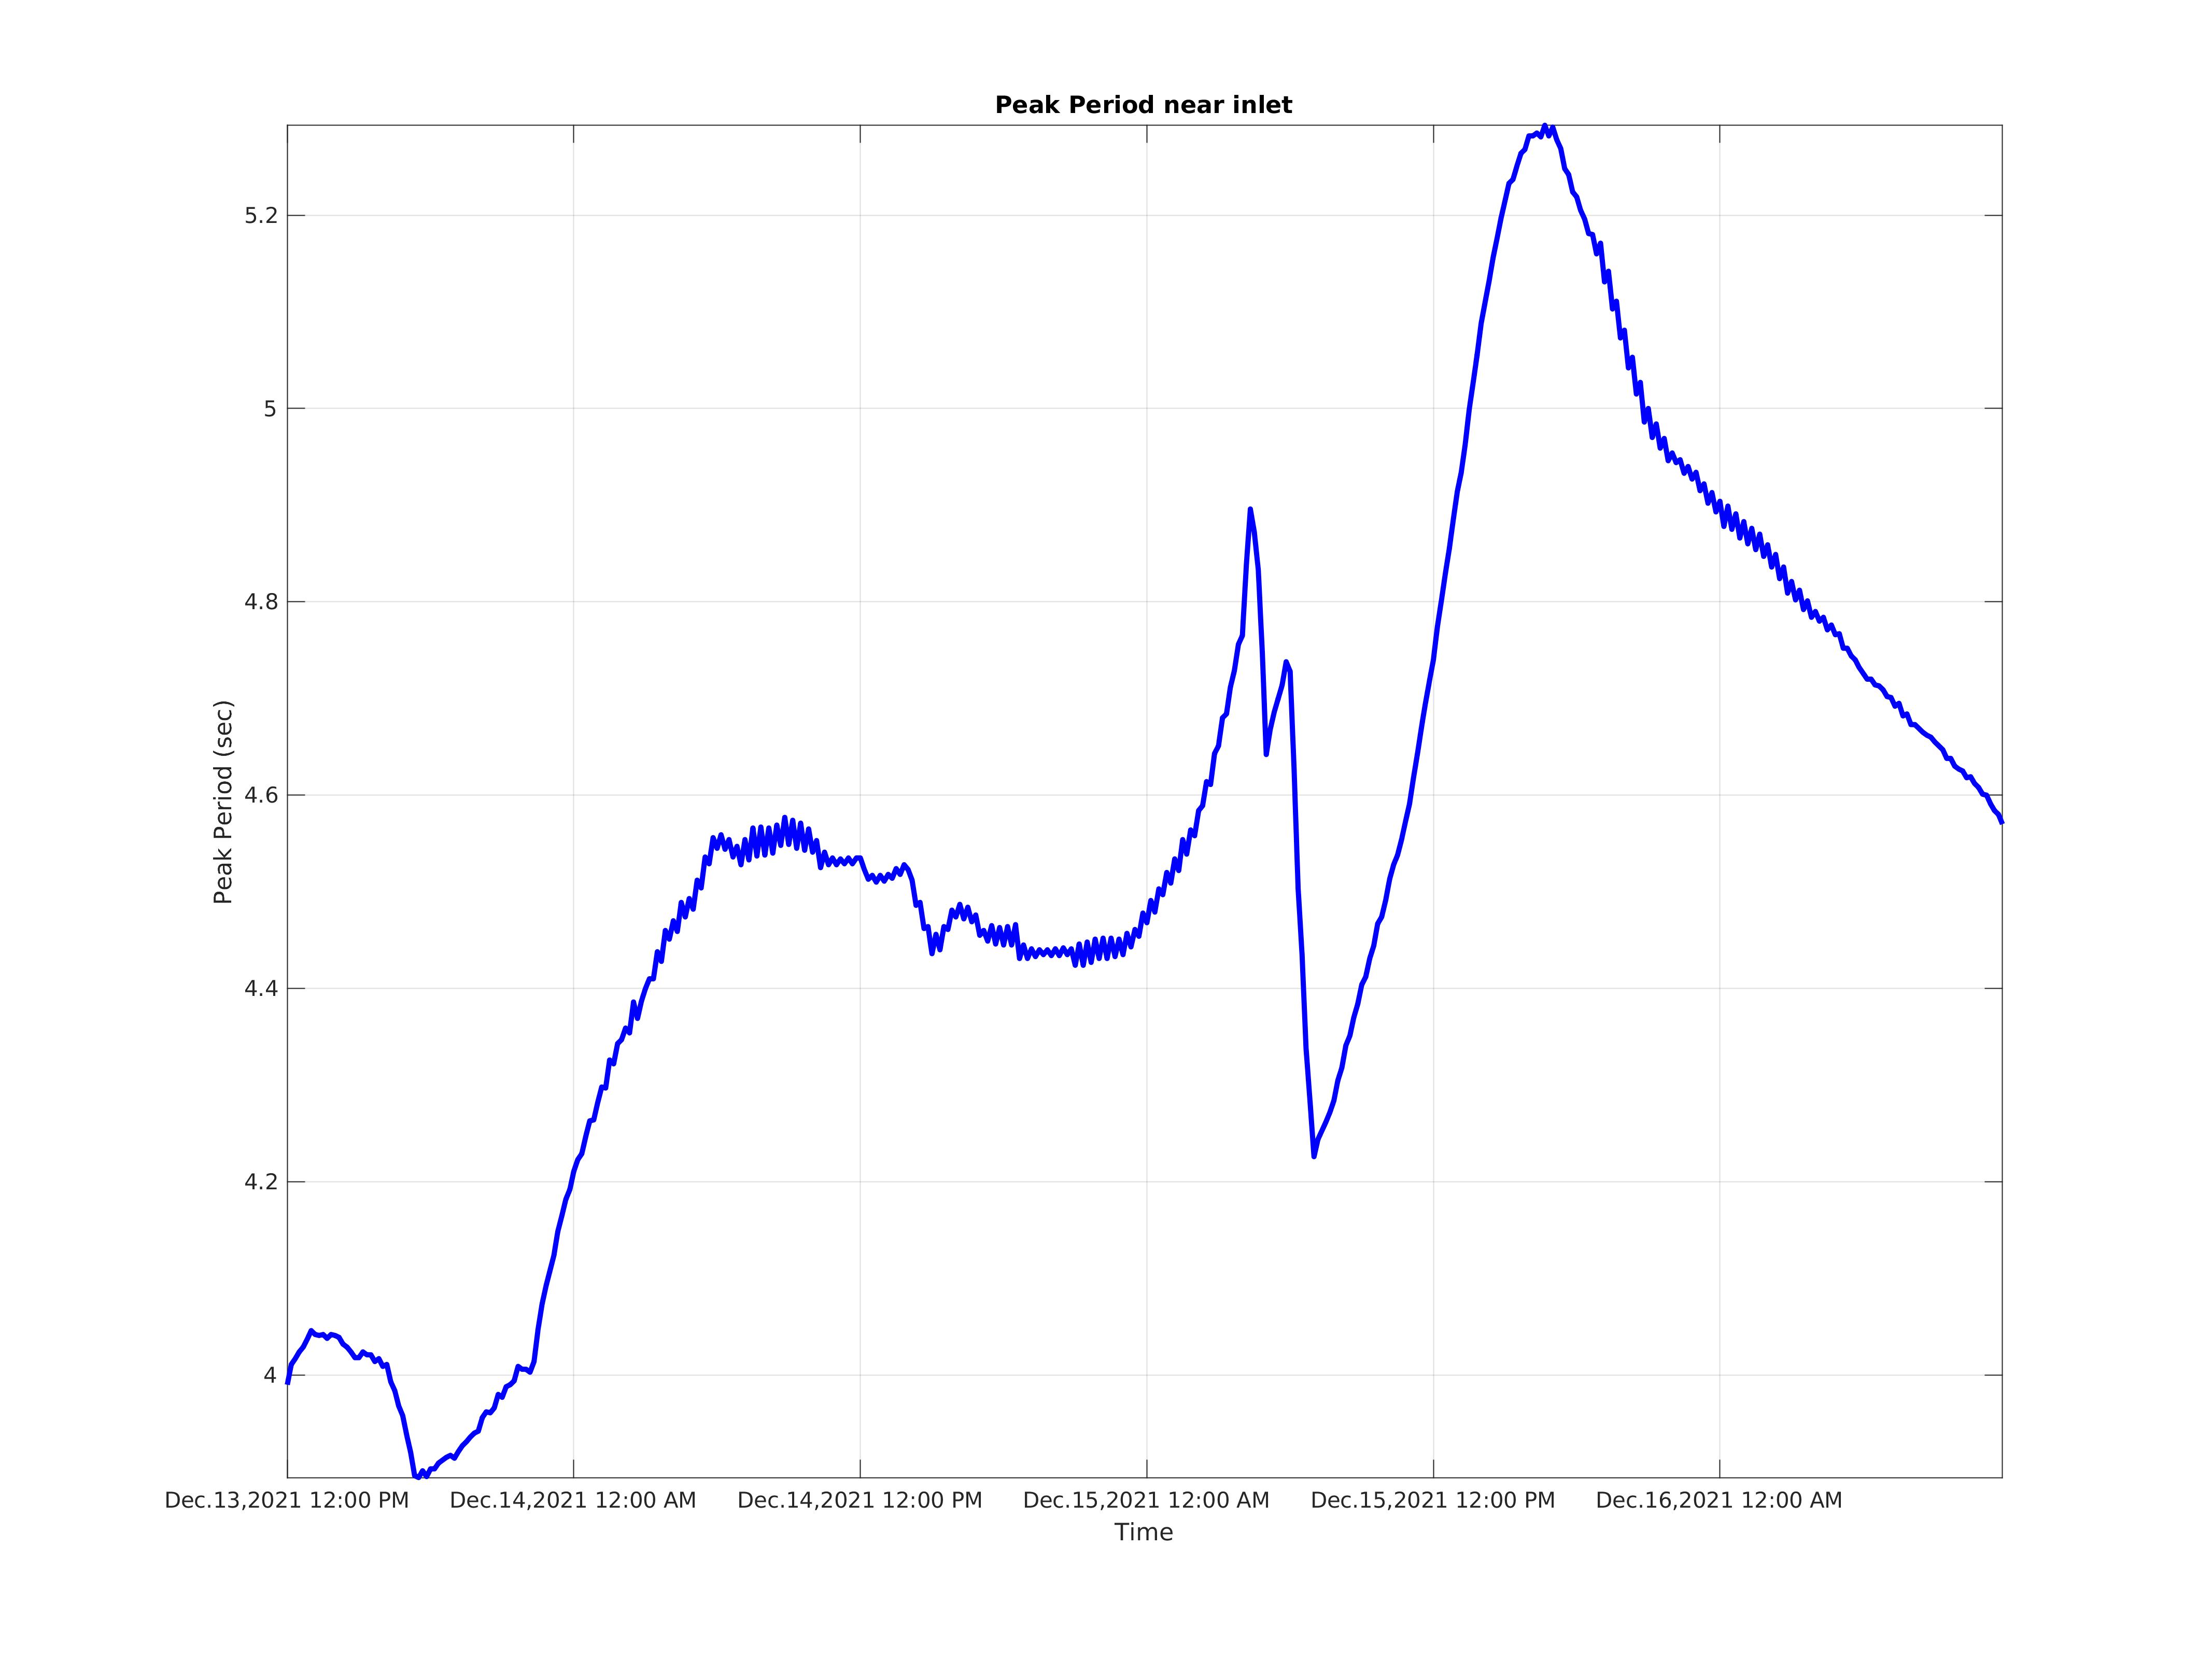 Peak Period near inlet
5.2
5
4.8
4.6
4.4
4.2
4
Peak Period (sec)
Dec.13,2021 12:00 PM Dec.14,2021 12:00 AM Dec.14,2021 12:00 PM Dec.15,2021 12:00 AM Dec.15,2021 12:00 PM Dec.16,2021 12:00 AM
Time